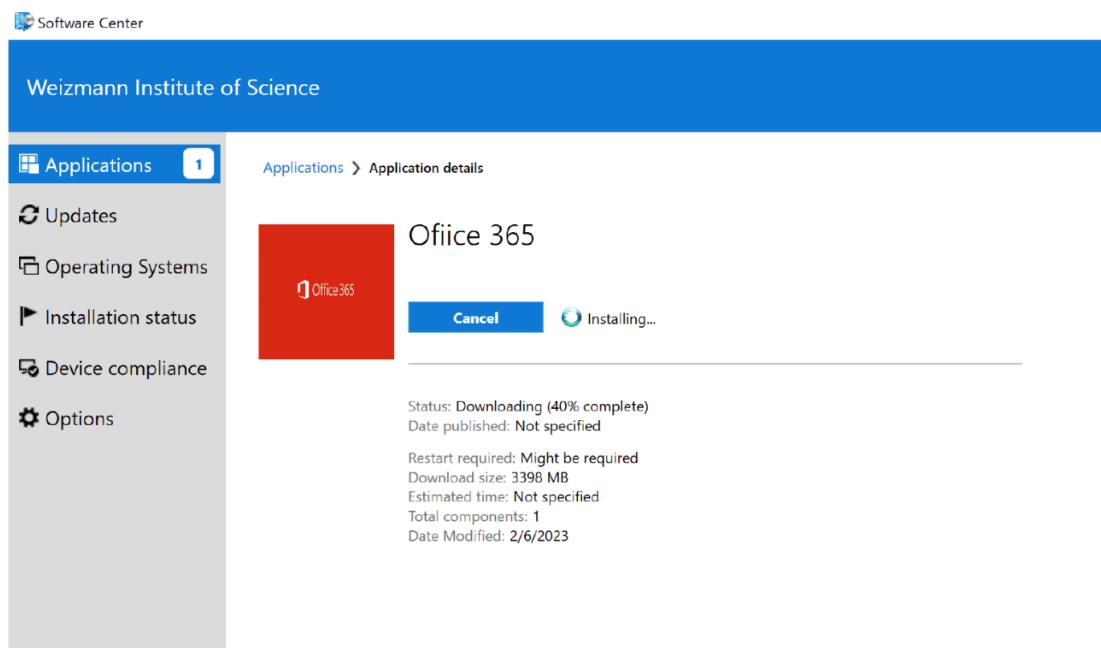 Software Center
Weizmann Institute of Science
Applications 1
Updates
Operating Systems
Installation status
Device compliance
Options
Applications ❯ Application details
Office365
Ofiice 365
Cancel
Installing...
Status: Downloading (40% complete)
Date published: Not specified
Restart required: Might be required
Download size: 3398 MB
Estimated time: Not specified
Total components: 1
Date Modified: 2/6/2023